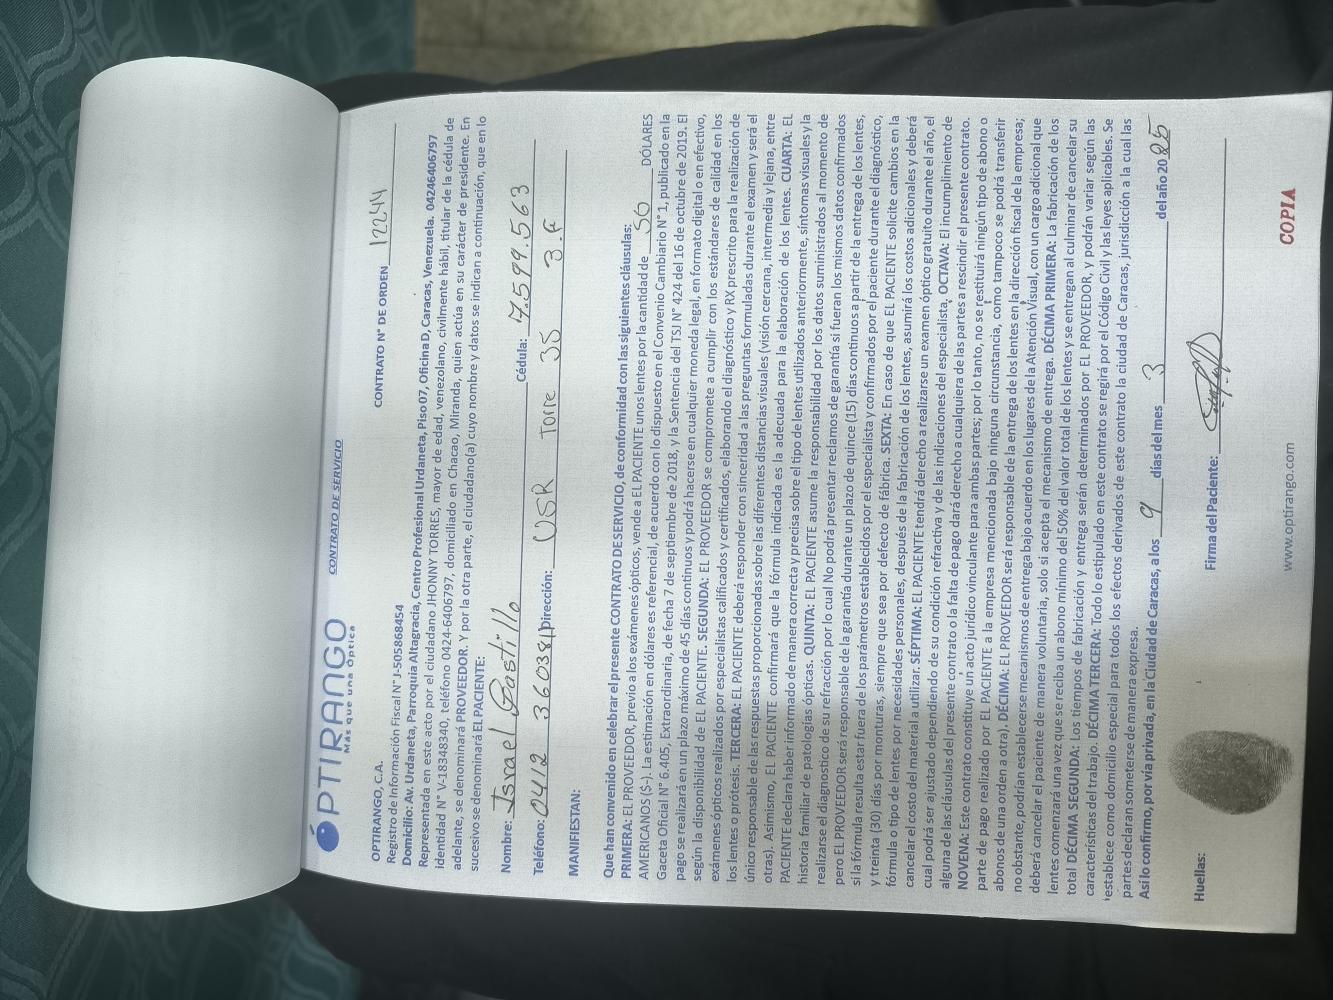 OPTIRANGO
Más que una Óptica
CONTRATO DE SERVICIO
OPTIRANGO, C.A.
CONTRATO N° DE ORDEN 12244
Registro de Información Fiscal N° J-505868454
Domicilio: Av. Urdaneta, Parroquia Altagracia, Centro Profesional Urdaneta, Piso 07, Oficina D, Caracas, Venezuela. 04246406797
Representada en este acto por el ciudadano JHONNY TORRES, mayor de edad, venezolano, civilmente hábil, titular de la cédula de
identidad N° V-18348340, teléfono 0424-6406797, domiciliado en Chacao, Miranda, quien actúa en su carácter de presidente. En
adelante, se denominará PROVEEDOR. Y por la otra parte, el ciudadano(a) cuyo nombre y datos se indican a continuación, que en lo
sucesivo se denominará EL PACIENTE:
Nombre: Israel Castillo Cédula: 7.599.563
Teléfono: 0412 3603811 Dirección: USR Torre 35 3.F
MANIFIESTAN:
Que han convenido en celebrar el presente CONTRATO DE SERVICIO, de conformidad con las siguientes cláusulas:
PRIMERA: EL PROVEEDOR, previo a los exámenes ópticos, vende a EL PACIENTE unos lentes por la cantidad de 50 DÓLARES
AMERICANOS ($-). La estimación en dólares es referencial, de acuerdo con lo dispuesto en el Convenio Cambiario N° 1, publicado en la
Gaceta Oficial N° 6.405, Extraordinaria, de fecha 7 de septiembre de 2018, y la Sentencia del TSJ N° 424 del 16 de octubre de 2019. El
pago se realizará en un plazo máximo de 45 días continuos y podrá hacerse en cualquier moneda legal, en formato digital o en efectivo,
según la disponibilidad de EL PACIENTE. SEGUNDA: EL PROVEEDOR se compromete a cumplir con los estándares de calidad en los
exámenes ópticos realizados por especialistas calificados y certificados, elaborando el diagnóstico y RX prescrito para la realización de
los lentes o prótesis. TERCERA: EL PACIENTE deberá responder con sinceridad a las preguntas formuladas durante el examen y será el
único responsable de las respuestas proporcionadas sobre las diferentes distancias visuales (visión cercana, intermedia y lejana, entre
otras). Asimismo, EL PACIENTE confirmará que la fórmula indicada es la adecuada para la elaboración de los lentes. CUARTA: EL
PACIENTE declara haber informado de manera correcta y precisa sobre el tipo de lentes utilizados anteriormente, síntomas visuales y la
historia familiar de patologías ópticas. QUINTA: EL PACIENTE asume la responsabilidad por los datos suministrados al momento de
realizarse el diagnostico de su refracción por lo cual No podrá presentar reclamos de garantía si fueran los mismos datos confirmados
pero EL PROVEEDOR será responsable de la garantía durante un plazo de quince (15) días continuos a partir de la entrega de los lentes,
si la fórmula resulta estar fuera de los parámetros establecidos por el especialista y confirmados por el paciente durante el diagnóstico,
y treinta (30) días por monturas, siempre que sea por defecto de fábrica. SEXTA: En caso de que EL PACIENTE solicite cambios en la
fórmula o tipo de lentes por necesidades personales, después de la fabricación de los lentes, asumirá los costos adicionales y deberá
cancelar el costo del material a utilizar. SÉPTIMA: EL PACIENTE tendrá derecho a realizarse un examen óptico gratuito durante el año, el
cual podrá ser ajustado dependiendo de su condición refractiva y de las indicaciones del especialista. OCTAVA: El incumplimiento de
alguna de las cláusulas del presente contrato o la falta de pago dará derecho a cualquiera de las partes a rescindir el presente contrato.
NOVENA: Este contrato constituye un acto jurídico vinculante para ambas partes; por lo tanto, no se restituirá ningún tipo de abono o
parte de pago realizado por EL PACIENTE a la empresa mencionada bajo ninguna circunstancia, como tampoco se podrá transferir
abonos de una orden a otra). DÉCIMA: EL PROVEEDOR será responsable de la entrega de los lentes en la dirección fiscal de la empresa;
no obstante, podrían establecerse mecanismos de entrega bajo acuerdo en los lugares de la Atención Visual, con un cargo adicional que
deberá cancelar el paciente de manera voluntaria, solo si acepta el mecanismo de entrega. DÉCIMA PRIMERA: La fabricación de los
lentes comenzará una vez que se reciba un abono mínimo del 50% del valor total de los lentes y se entregan al culminar de cancelar su
total DÉCIMA SEGUNDA: Los tiempos de fabricación y entrega serán determinados por EL PROVEEDOR, y podrán variar según las
características del trabajo. DÉCIMA TERCERA: Todo lo estipulado en este contrato se regirá por el Código Civil y las leyes aplicables. Se
establece como domicilio especial para todos los efectos derivados de este contrato la ciudad de Caracas, jurisdicción a la cual las
partes declaran someterse de manera expresa.
Así lo confirmo, por vía privada, en la Ciudad de Caracas, a los 9 días del mes 3 del año 2025
Huellas:
Firma del Paciente:
www.optirango.com
COPIA